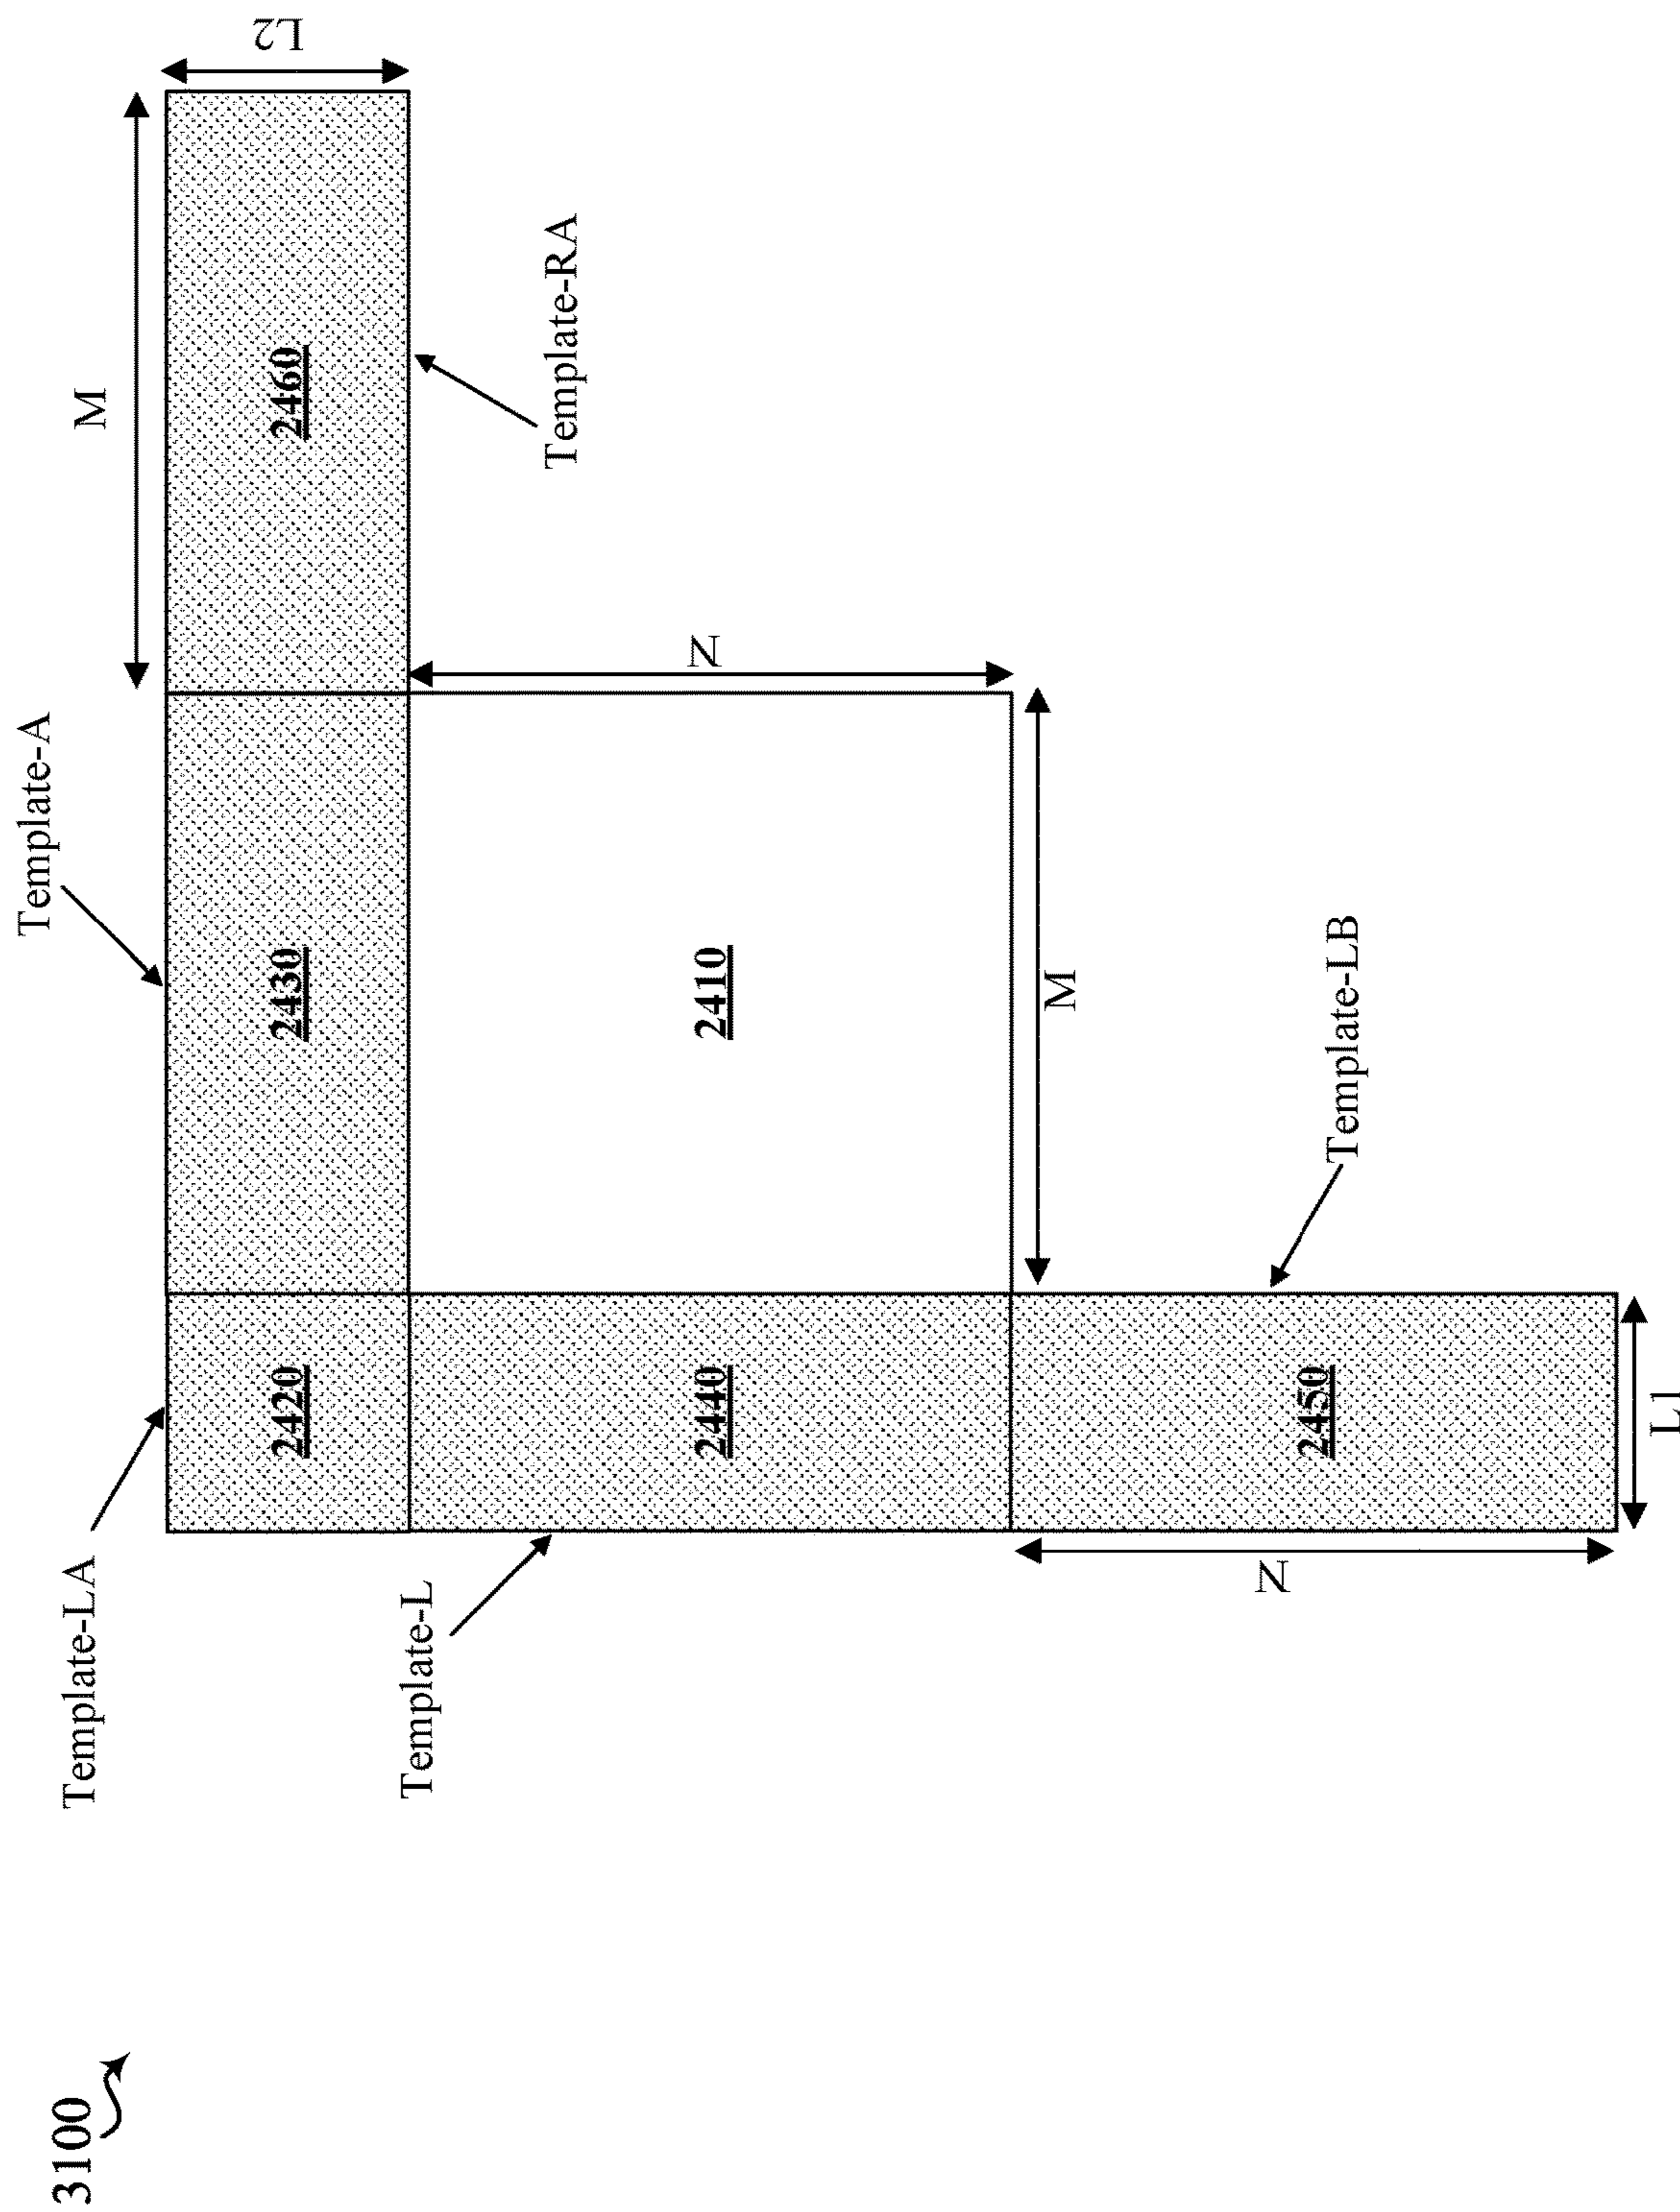 3100
Template-LA
Template-A
M
L2
2420
2430
2460
Template-L
Template-RA
N
2440
2410
M
N
2450
Template-LB
L1